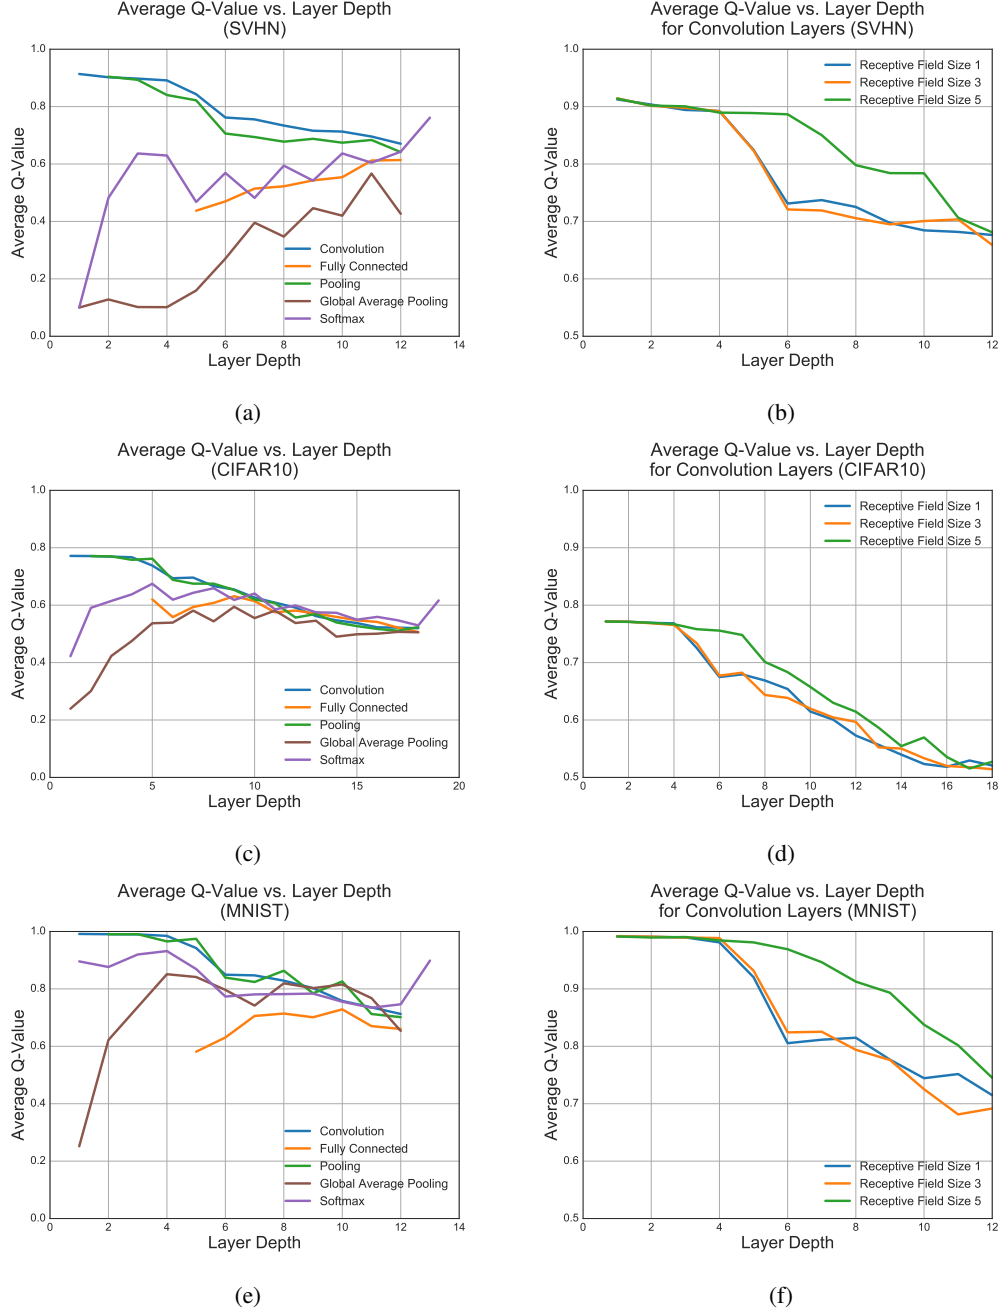 Average Q-Value vs. Layer Depth
(SVHN)
1.0
0.8
0.6
0.4
0.2
0.0
Average Q-Value
Convolution
Fully Connected
Pooling
Global Average Pooling
Softmax
0 2 4 6 8 10 12 14
Layer Depth
(a)
Average Q-Value vs. Layer Depth
for Convolution Layers (SVHN)
1.0
0.9
0.8
0.7
0.6
0.5
Average Q-Value
Receptive Field Size 1
Receptive Field Size 3
Receptive Field Size 5
0 2 4 6 8 10 12
Layer Depth
(b)
Average Q-Value vs. Layer Depth
(CIFAR10)
1.0
0.8
0.6
0.4
0.2
0.0
Average Q-Value
Convolution
Fully Connected
Pooling
Global Average Pooling
Softmax
0 5 10 15 20
Layer Depth
(c)
Average Q-Value vs. Layer Depth
for Convolution Layers (CIFAR10)
1.0
0.9
0.8
0.7
0.6
0.5
Average Q-Value
Receptive Field Size 1
Receptive Field Size 3
Receptive Field Size 5
0 2 4 6 8 10 12 14 16 18
Layer Depth
(d)
Average Q-Value vs. Layer Depth
(MNIST)
1.0
0.8
0.6
0.4
0.2
0.0
Average Q-Value
Convolution
Fully Connected
Pooling
Global Average Pooling
Softmax
0 2 4 6 8 10 12 14
Layer Depth
(e)
Average Q-Value vs. Layer Depth
for Convolution Layers (MNIST)
1.0
0.9
0.8
0.7
0.6
0.5
Average Q-Value
Receptive Field Size 1
Receptive Field Size 3
Receptive Field Size 5
0 2 4 6 8 10 12
Layer Depth
(f)